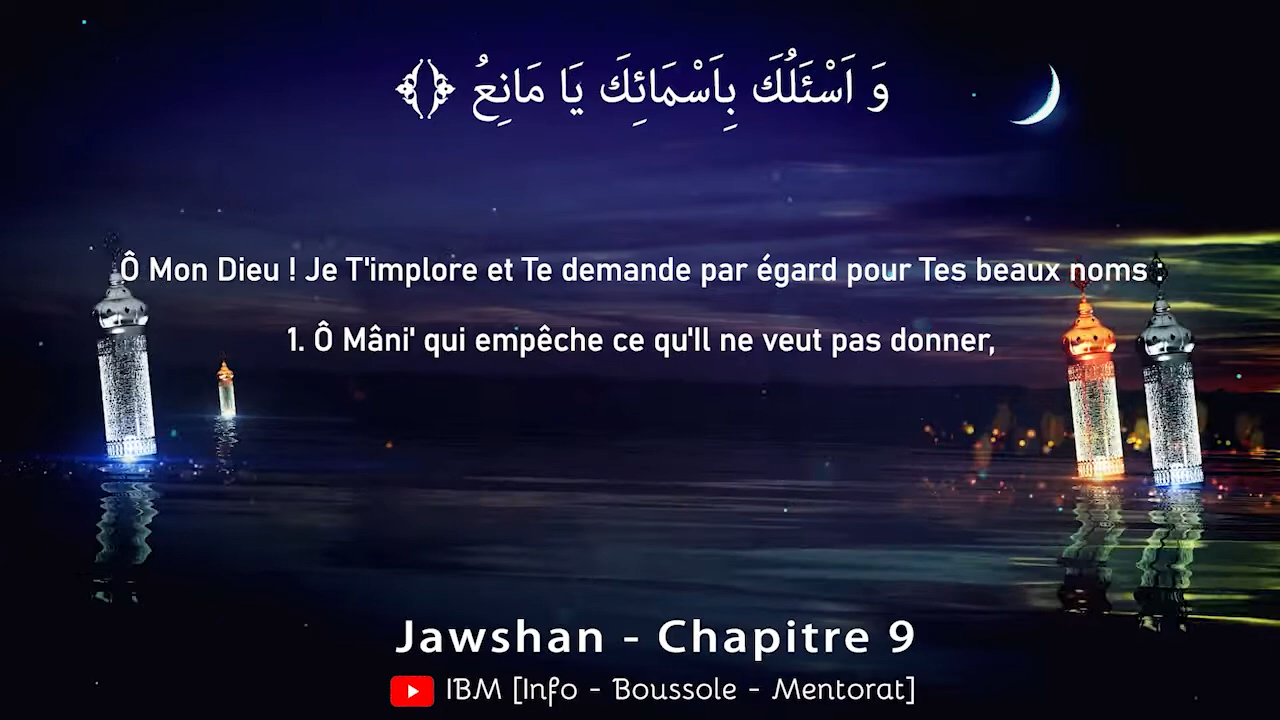 وَ اَسْئَلُكَ بِاَسْمَائِكَ يَا مَانِعُ ﴿﴾
Ô Mon Dieu ! Je T'implore et Te demande par égard pour Tes beaux noms :
1. Ô Mâni' qui empêche ce qu'Il ne veut pas donner,
Jawshan - Chapitre 9
IBM [Info - Boussole - Mentorat]